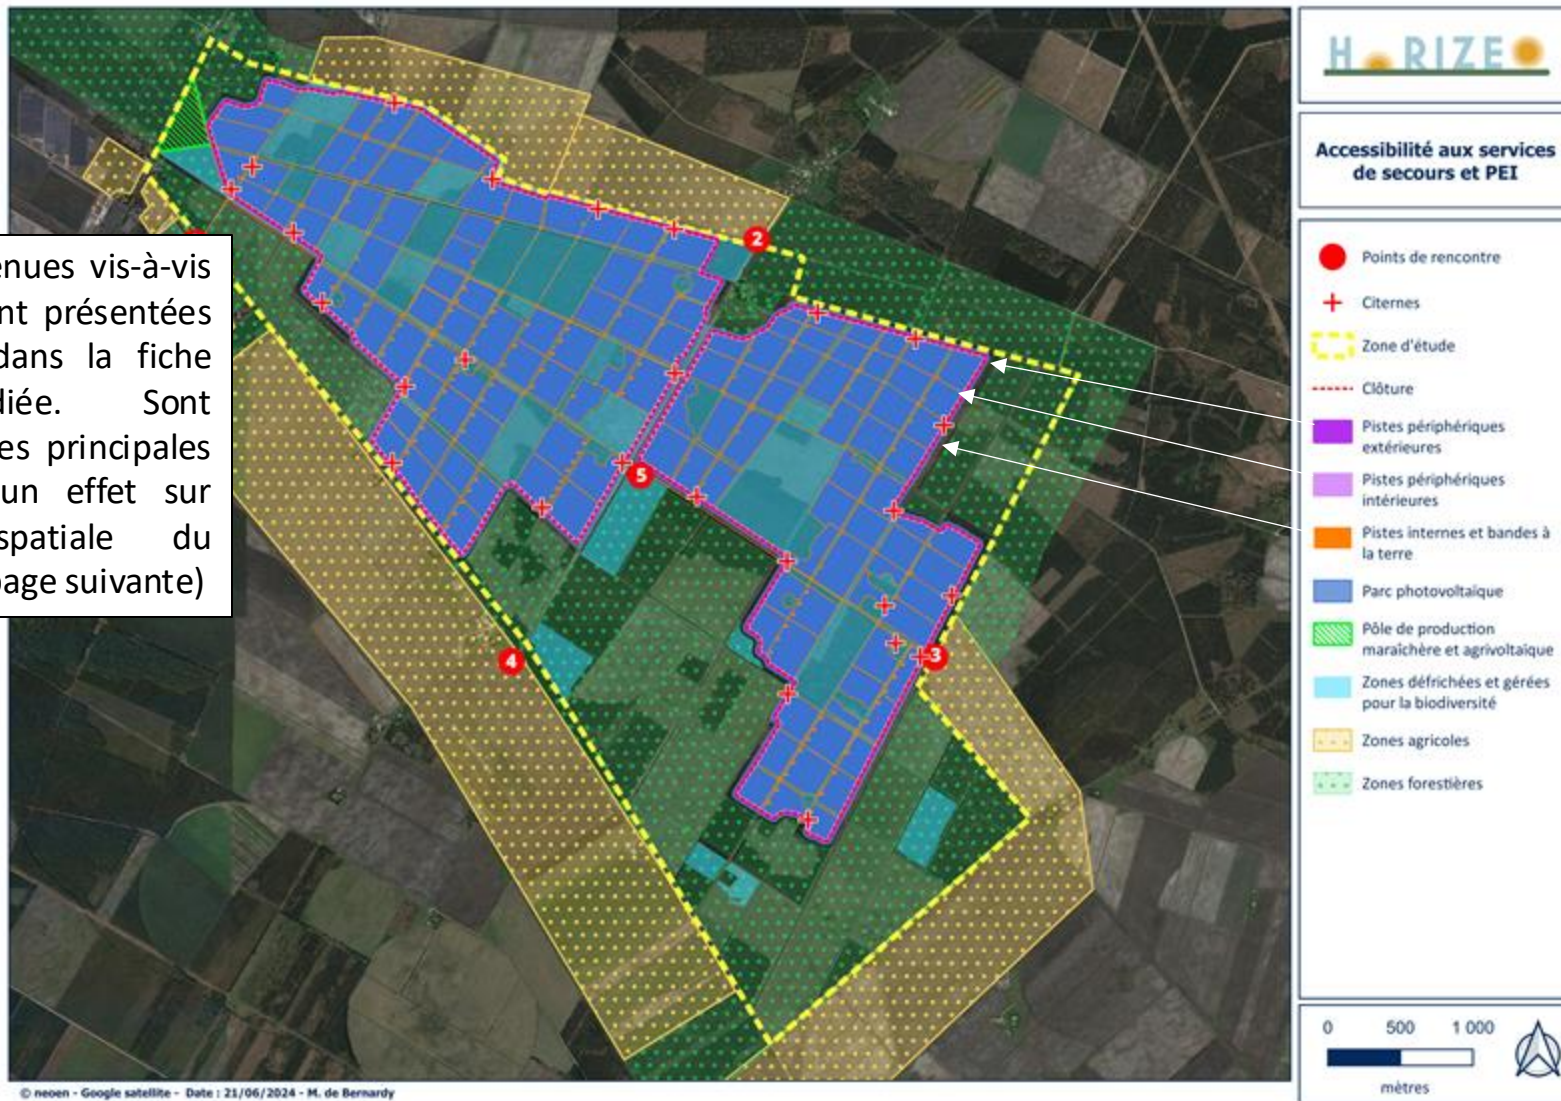 H RIZE
Accessibilité aux services
de secours et PEI
Points de rencontre
Citernes
Zone d'étude
Clôture
Pistes périphériques
extérieures
Pistes périphériques
intérieures
Pistes internes et bandes à
la terre
Parc photovoltaïque
Pôle de production
maraîchère et agrivoltaïque
Zones défrichées et gérées
pour la biodiversité
Zones agricoles
Zones forestières
0 500 1 000
mètres
2
5
4
3
enues vis-à-vis
nt présentées
dans la fiche
diée. Sont
es principales
un effet sur
spatiale du
page suivante)
© neoen - Google satellite - Date : 21/06/2024 - M. de Bernardy